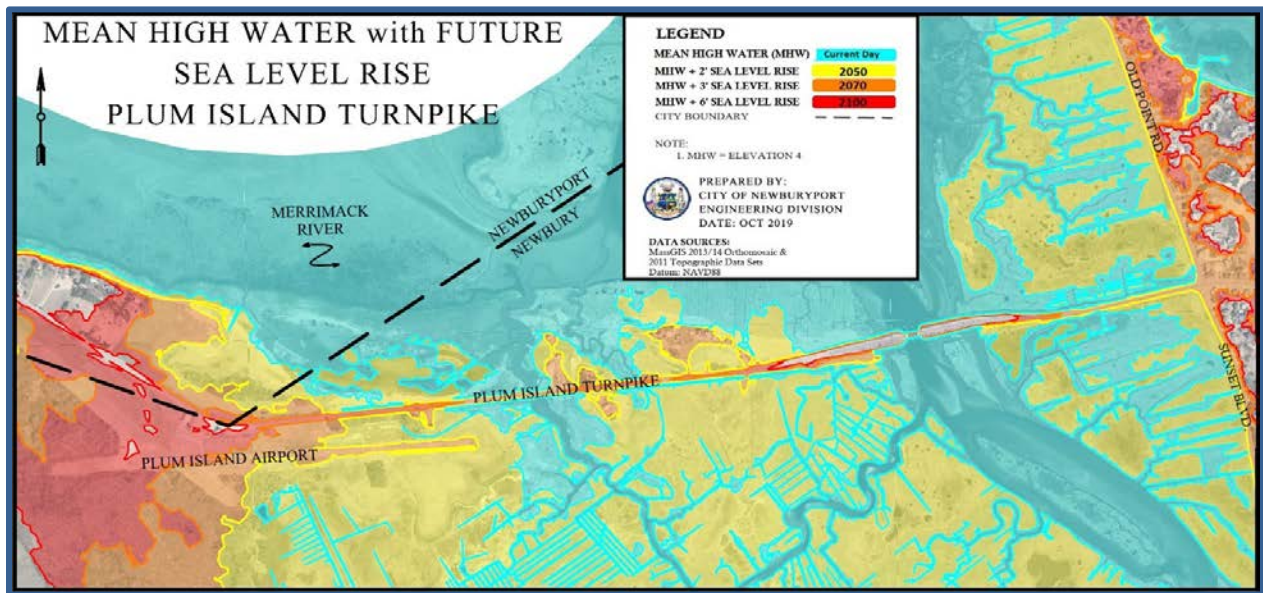 MEAN HIGH WATER with FUTURE
SEA LEVEL RISE
PLUM ISLAND TURNPIKE
LEGEND
MEAN HIGH WATER (MHW) Current Day
MHW + 2' SEA LEVEL RISE 2050
MHW + 3' SEA LEVEL RISE 2070
MHW + 6' SEA LEVEL RISE 2100
CITY BOUNDARY
NOTE:
1. MHW = ELEVATION 4
PREPARED BY:
CITY OF NEWBURYPORT
ENGINEERING DIVISION
DATE: OCT 2019
DATA SOURCES:
MassGIS 2013/14 Orthomosaic &
2011 Topographic Data Sets
Datum: NAVD88
OLD POINT RD
MERRIMACK
RIVER
NEWBURYPORT
NEWBURY
PLUM ISLAND TURNPIKE
SUNSET BLVD
PLUM ISLAND AIRPORT